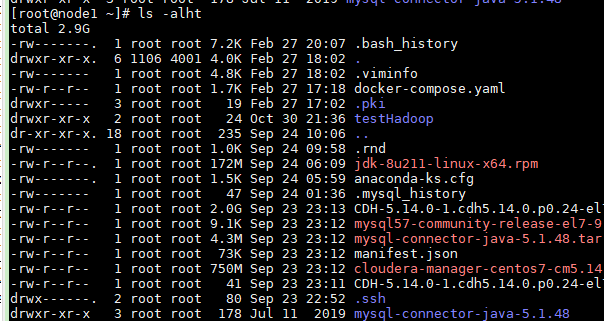 drwxr-xr-x 3 root root 178 Jul 11 2019 mysql-connector-java-5.1.48
[root@node1 ~]# ls -alht
total 2.9G
-rw-------. 1 root root 7.2K Feb 27 20:07 .bash_history
drwxr-xr-x. 6 1106 4001 4.0K Feb 27 18:02 .
-rw------- 1 root root 4.8K Feb 27 18:02 .viminfo
-rw-r--r-- 1 root root 1.7K Feb 27 17:18 docker-compose.yaml
drwxr----- 3 root root 19 Feb 27 17:02 .pki
drwxr-xr-x 2 root root 24 Oct 30 21:36 testHadoop
dr-xr-xr-x. 18 root root 235 Sep 24 10:06 ..
-rw------- 1 root root 1.0K Sep 24 09:58 .rnd
-rw-r--r--. 1 root root 172M Sep 24 06:09 jdk-8u211-linux-x64.rpm
-rw-------. 1 root root 1.5K Sep 24 05:59 anaconda-ks.cfg
-rw------- 1 root root 47 Sep 24 01:36 .mysql_history
-rw-r--r-- 1 root root 2.0G Sep 23 23:13 CDH-5.14.0-1.cdh5.14.0.p0.24-el
-rw-r--r-- 1 root root 9.1K Sep 23 23:12 mysql57-community-release-el7-9
-rw-r--r-- 1 root root 4.3M Sep 23 23:12 mysql-connector-java-5.1.48.tar
-rw-r--r-- 1 root root 73K Sep 23 23:12 manifest.json
-rw-r--r-- 1 root root 750M Sep 23 23:12 cloudera-manager-centos7-cm5.14
-rw-r--r-- 1 root root 41 Sep 23 23:11 CDH-5.14.0-1.cdh5.14.0.p0.24-el
drwx------. 2 root root 80 Sep 23 22:52 .ssh
drwxr-xr-x 3 root root 178 Jul 11 2019 mysql-connector-java-5.1.48